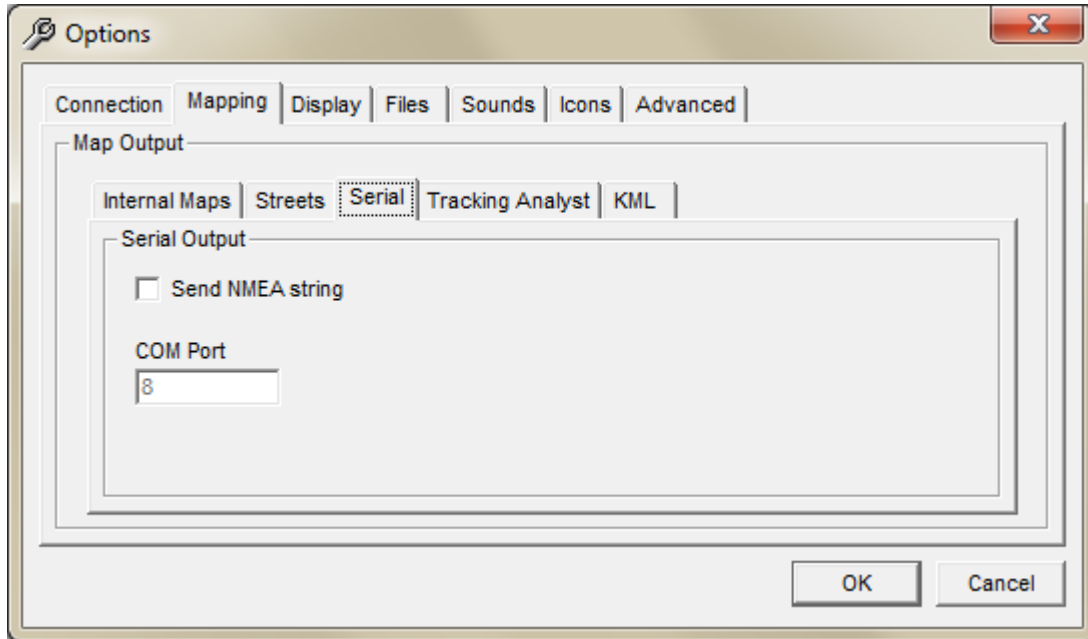 Options
Connection Mapping Display Files Sounds Icons Advanced
Map Output
Internal Maps Streets Serial Tracking Analyst KML
Serial Output
Send NMEA string
COM Port
8
OK Cancel